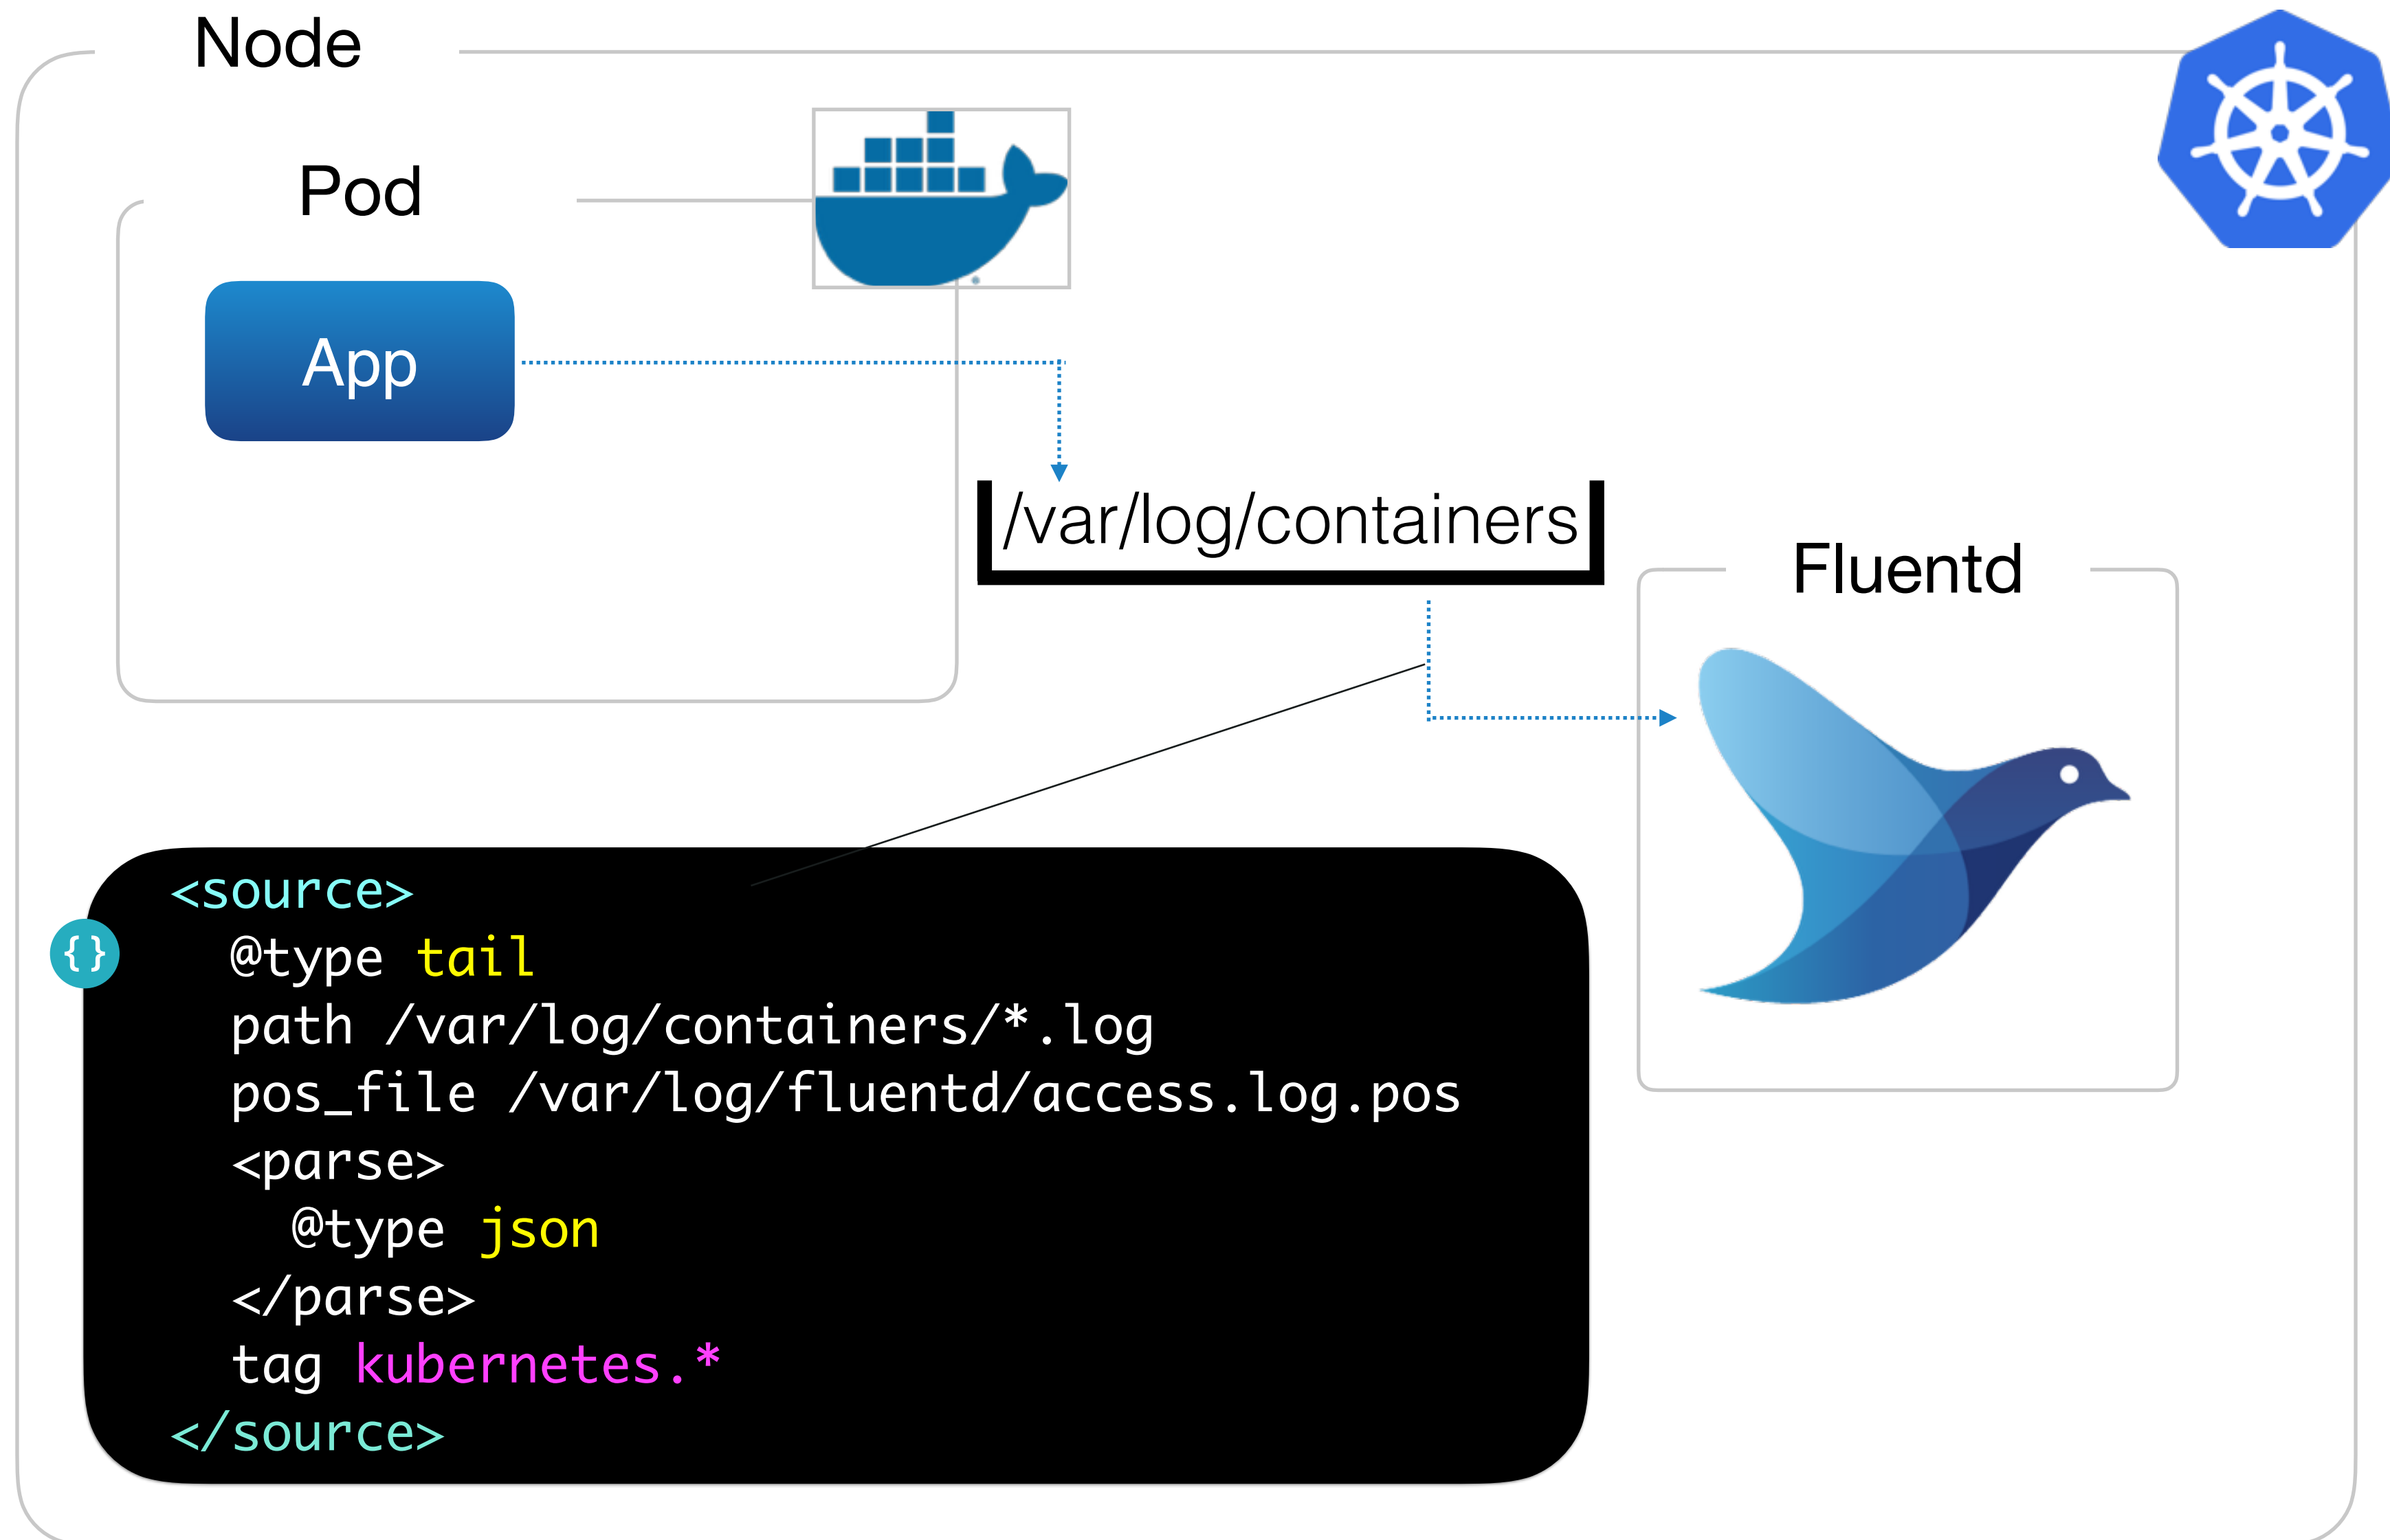 Node
Pod
App
/var/log/containers
Fluentd
{}
<source>
@type tail
path /var/log/containers/*.log
pos_file /var/log/fluentd/access.log.pos
<parse>
@type json
</parse>
tag kubernetes.*
</source>